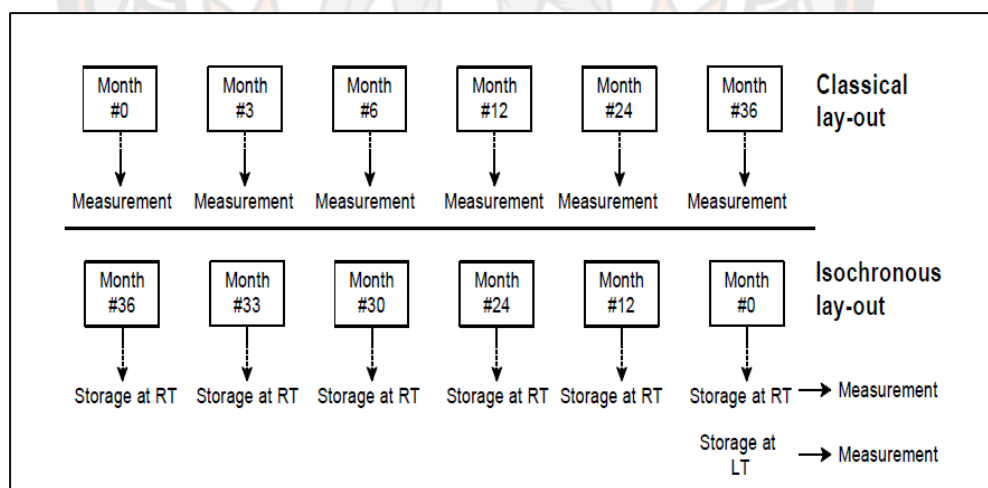 Month #0
Month #3
Month #6
Month #12
Month #24
Month #36
Classical lay-out
Measurement Measurement Measurement Measurement Measurement Measurement
Month #36
Month #33
Month #30
Month #24
Month #12
Month #0
Isochronous lay-out
Storage at RT Storage at RT Storage at RT Storage at RT Storage at RT Storage at RT Measurement
Storage at LT Measurement